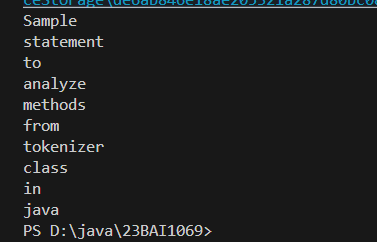 Sample
statement
to
analyze
methods
from
tokenizer
class
in
java
PS D:\java\23BAI1069>